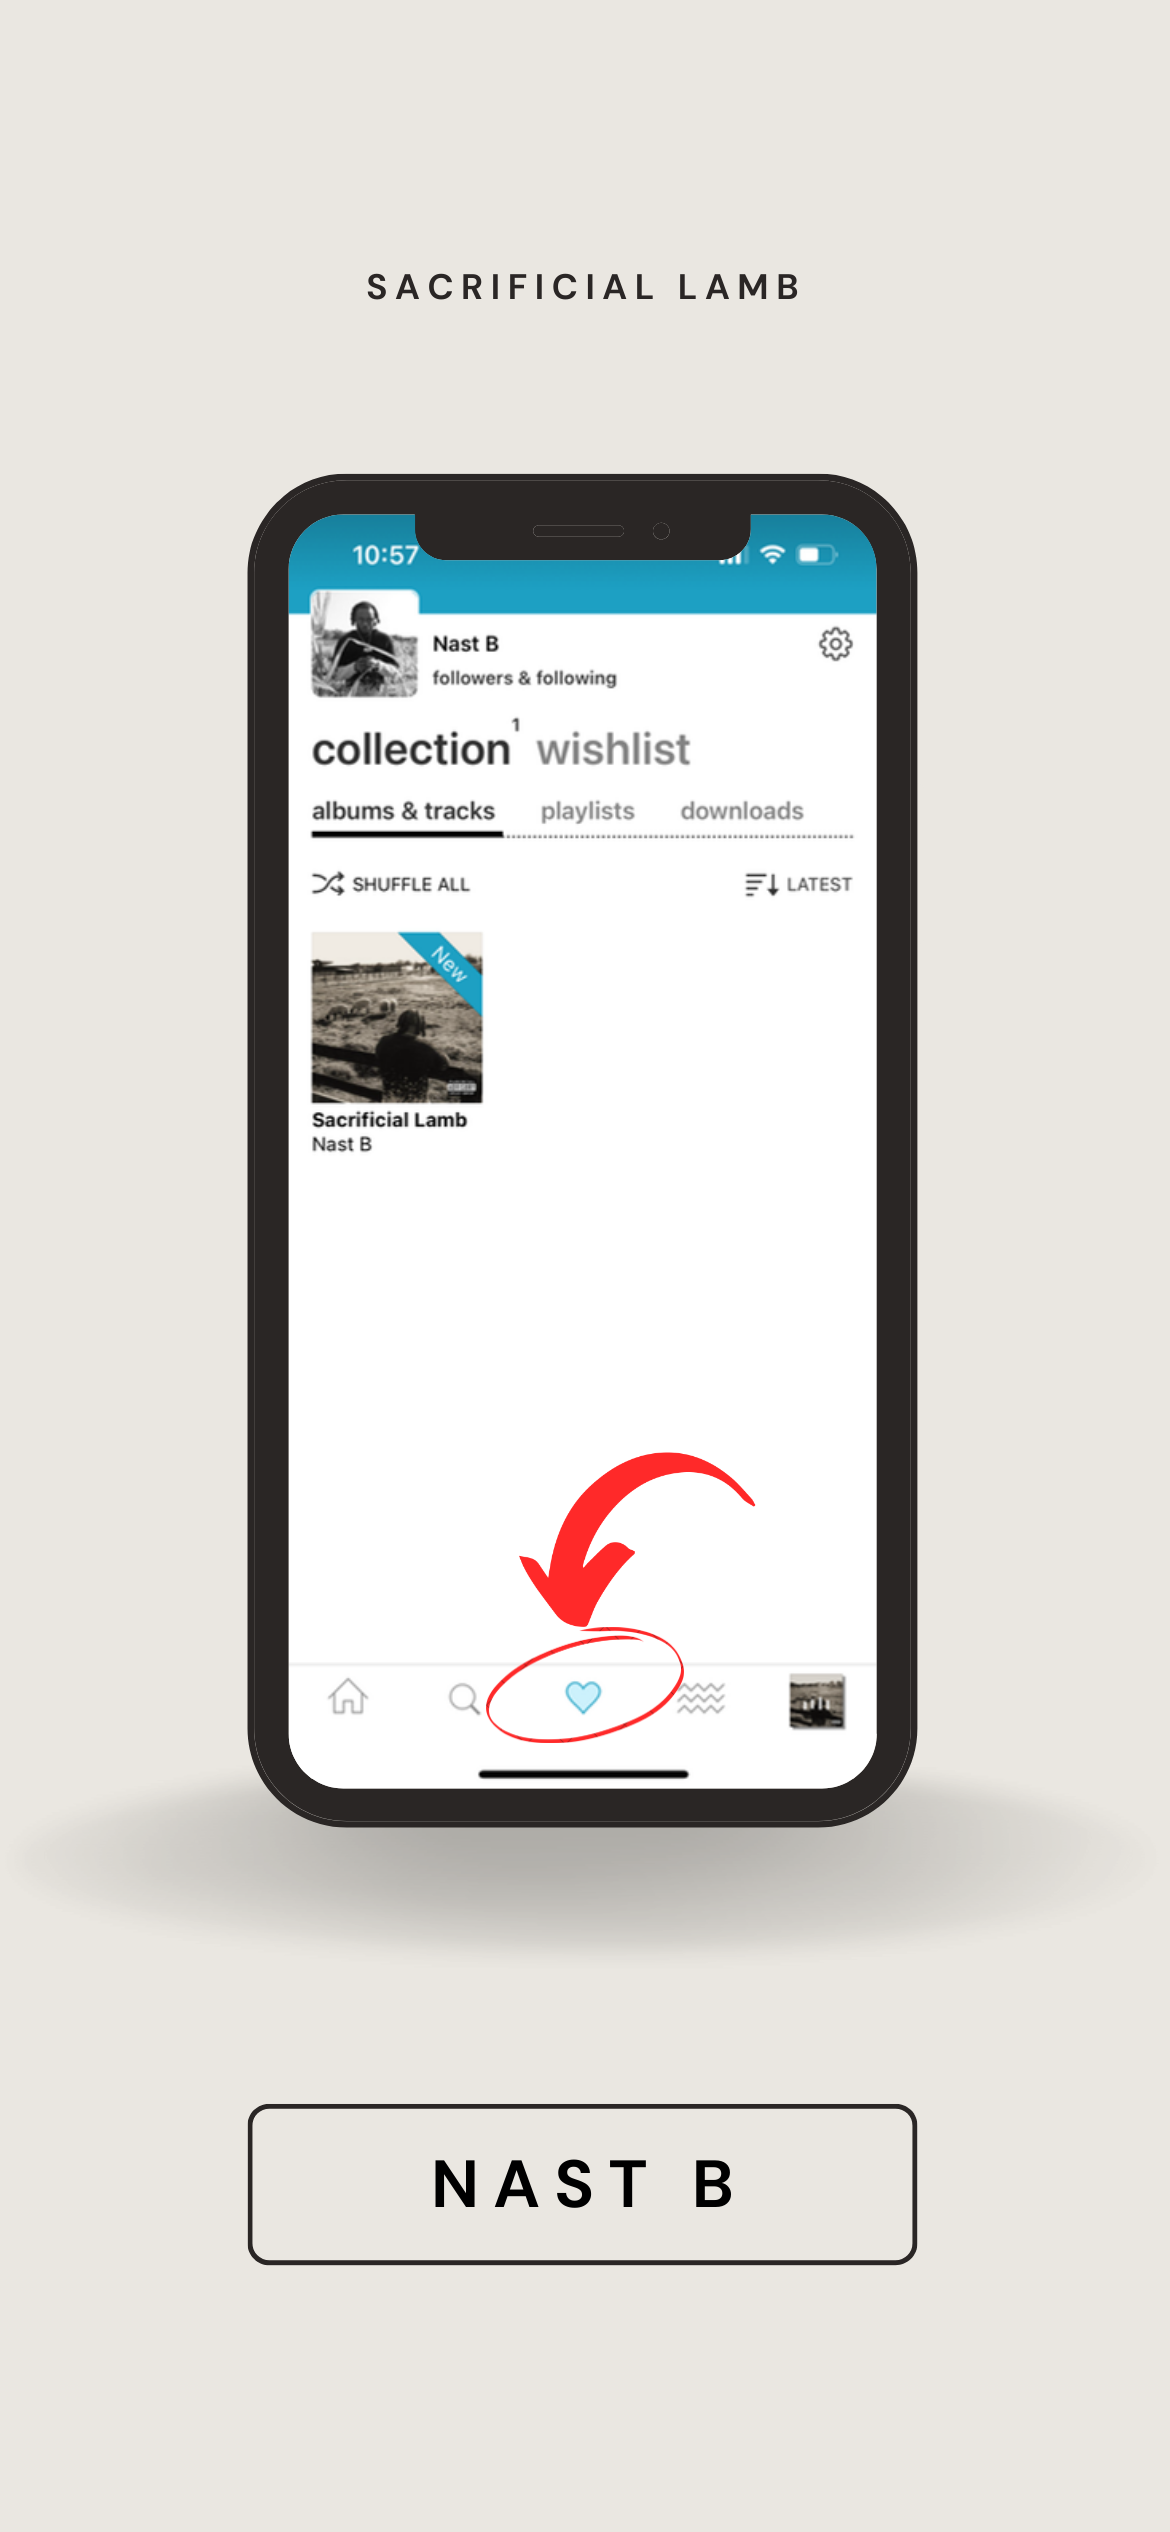 SACRIFICIAL LAMB
10:57
Nast B
followers & following
collection 1 wishlist
albums & tracks playlists downloads
SHUFFLE ALL LATEST
New
Sacrificial Lamb
Nast B
NAST B